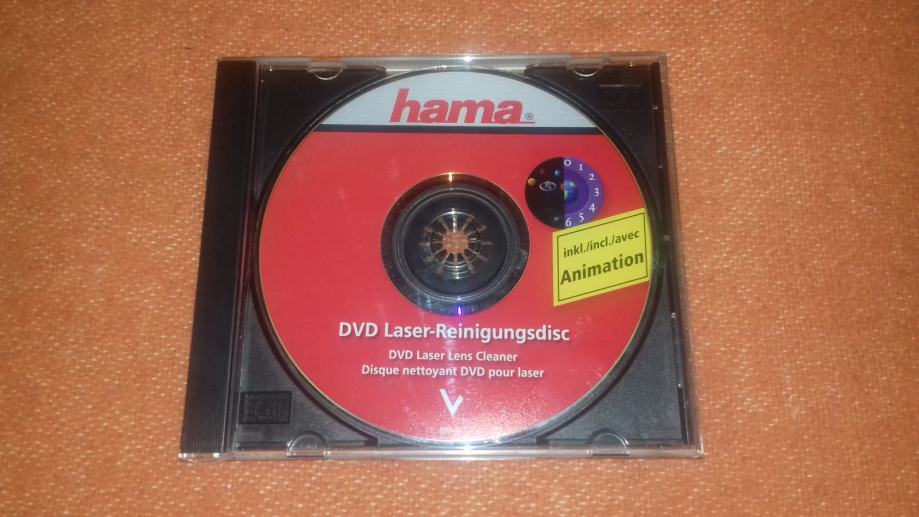 hama®
0
1
2
3
4
5
6
inkl./incl./avec
Animation
DVD Laser-Reinigungsdisc
DVD Laser Lens Cleaner
Disque nettoyant DVD pour laser